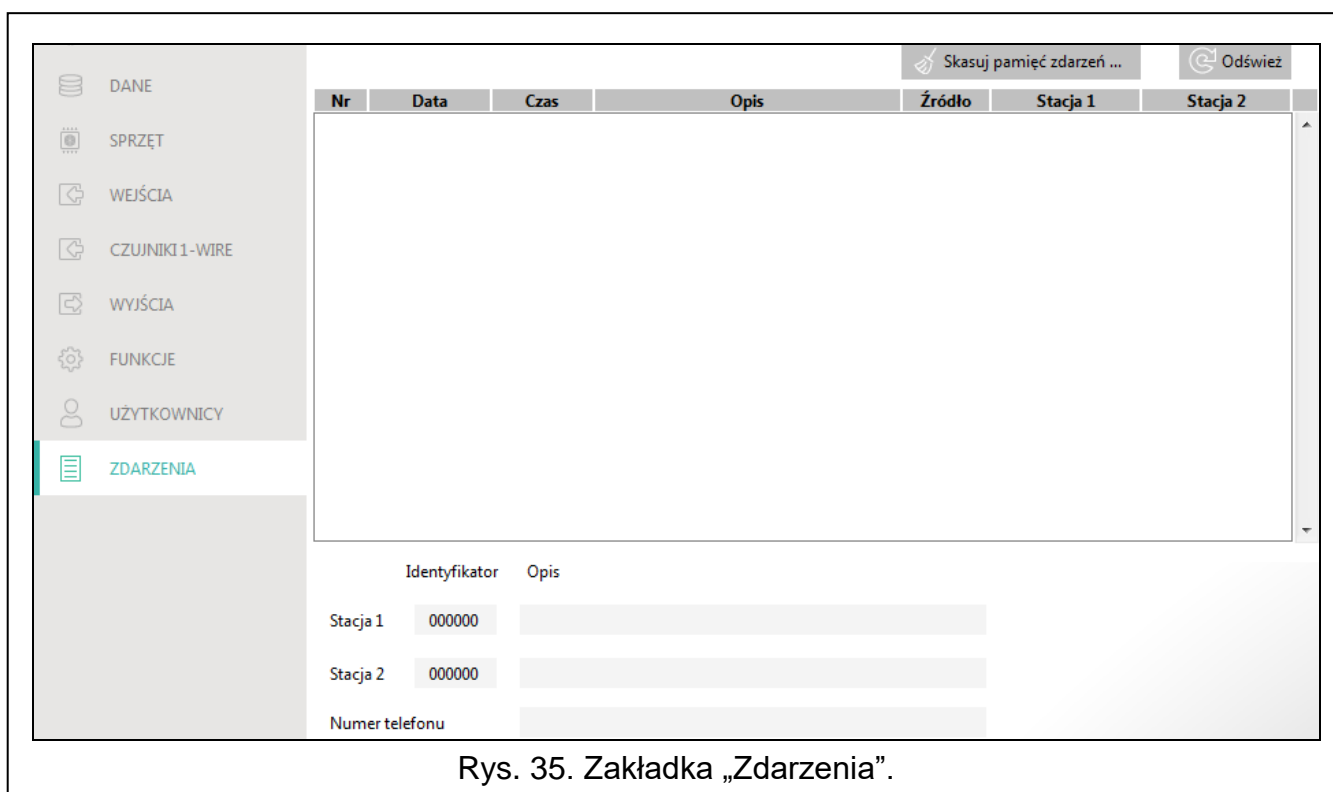 Skasuj pamięć zdarzeń ... Odśwież
DANE
SPRZĘT
WEJŚCIA
CZUJNIKI 1-WIRE
WYJŚCIA
FUNKCJE
UŻYTKOWNICY
ZDARZENIA
Nr Data Czas Opis Źródło Stacja 1 Stacja 2
Identyfikator Opis
Stacja 1 000000
Stacja 2 000000
Numer telefonu
Rys. 35. Zakładka „Zdarzenia”.